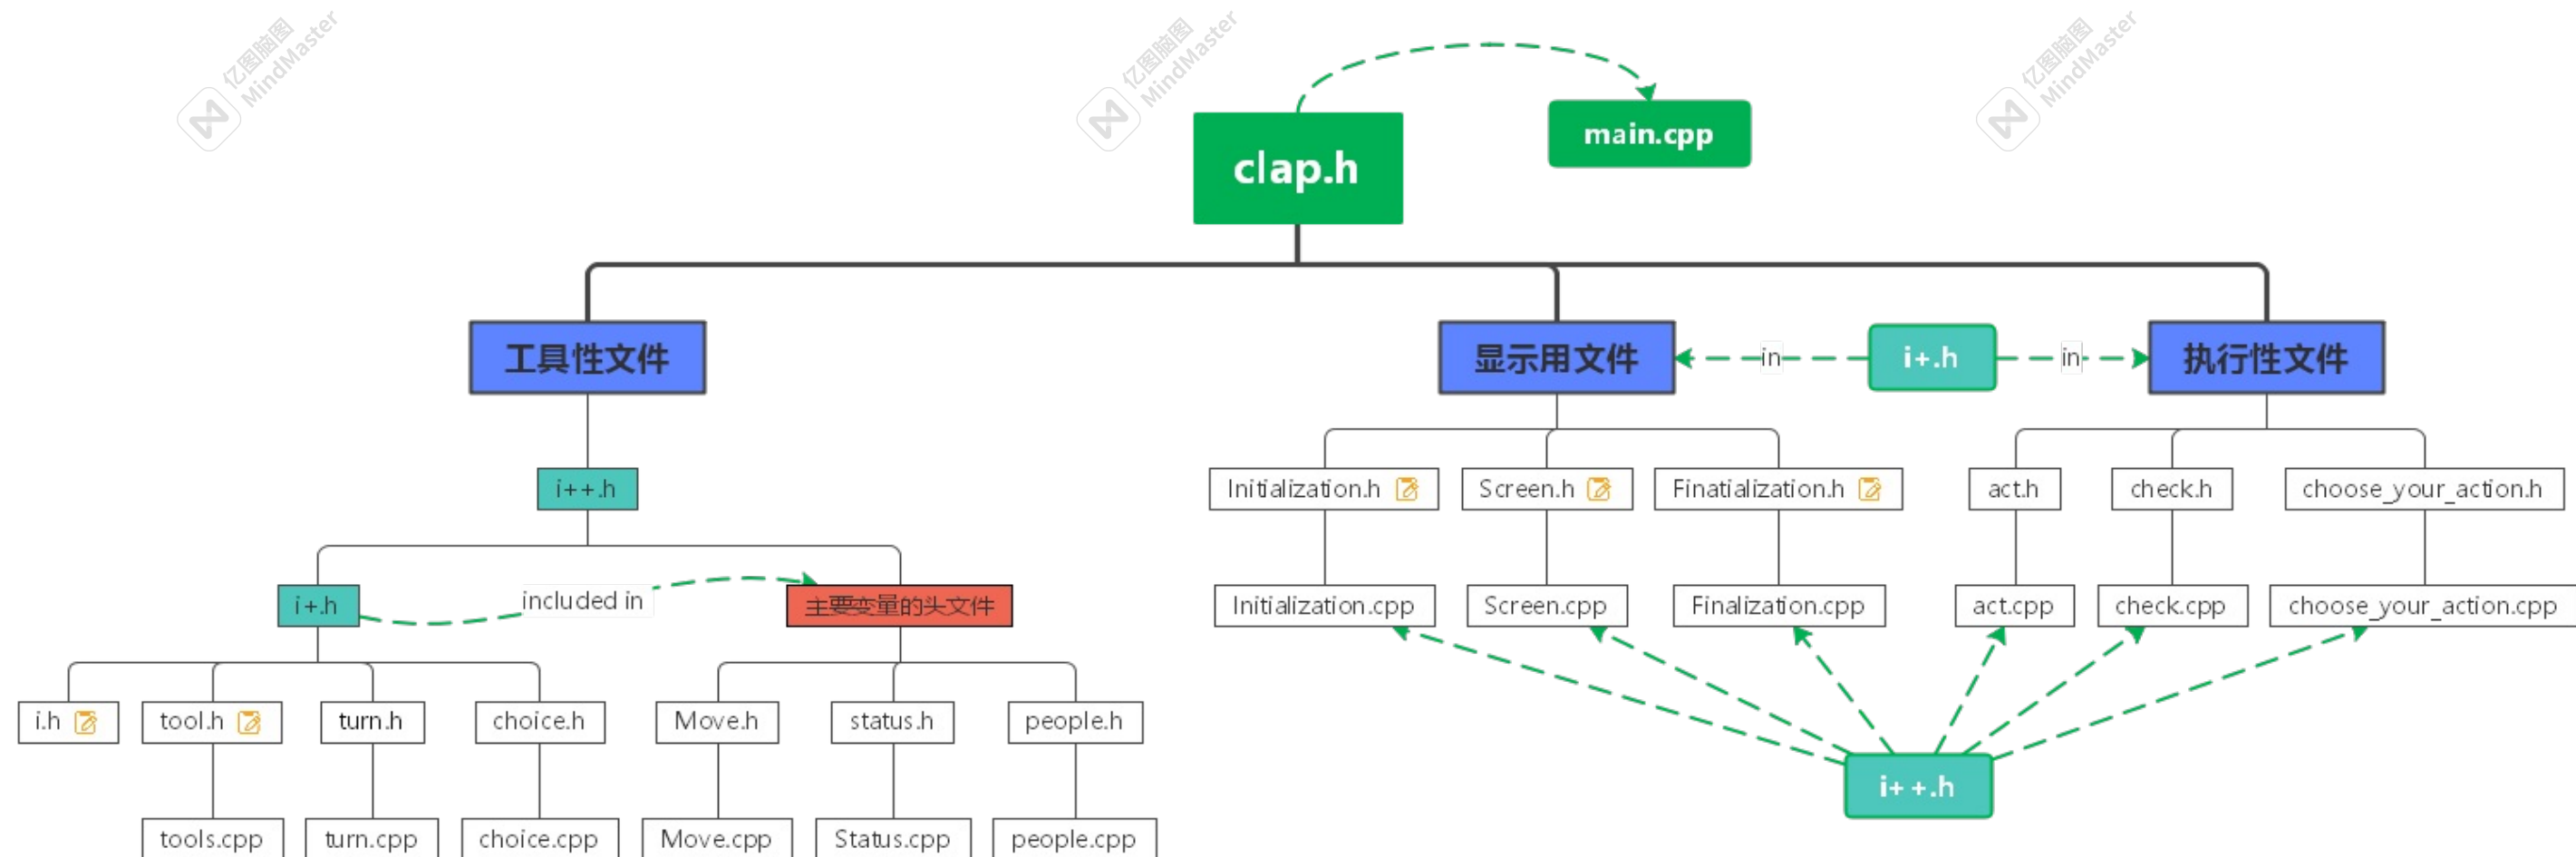 亿图脑图
MindMaster
亿图脑图
MindMaster
亿图脑图
MindMaster
main.cpp
clap.h
工具性文件
显示用文件
in
i+.h
in
执行性文件
i++.h
Initialization.h
Screen.h
Finatialization.h
act.h
check.h
choose_your_action.h
i+.h
included in
主要变量的头文件
Initialization.cpp
Screen.cpp
Finalization.cpp
act.cpp
check.cpp
choose_your_action.cpp
i.h
tool.h
turn.h
choice.h
Move.h
status.h
people.h
i++.h
tools.cpp
turn.cpp
choice.cpp
Move.cpp
Status.cpp
people.cpp